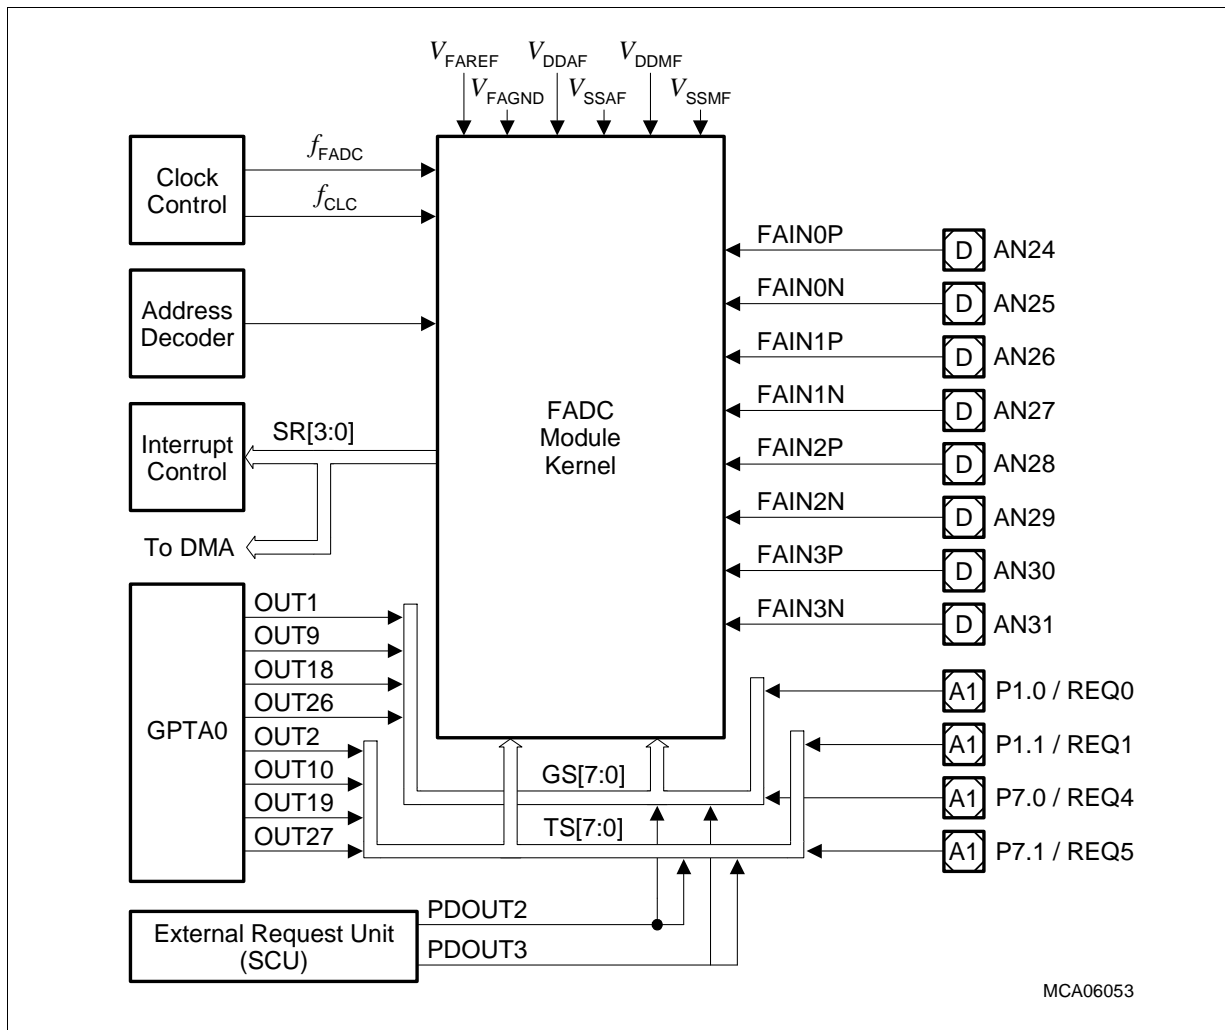 VFAREF VDDAF VDDMF
VFAGND VSSAF VSSMF
Clock
Control
fFADC
fCLC
Address
Decoder
Interrupt
Control
SR[3:0]
To DMA
FADC
Module
Kernel
FAIN0P D AN24
FAIN0N D AN25
FAIN1P D AN26
FAIN1N D AN27
FAIN2P D AN28
FAIN2N D AN29
FAIN3P D AN30
FAIN3N D AN31
GPTA0
OUT1
OUT9
OUT18
OUT26
OUT2
OUT10
OUT19
OUT27
GS[7:0]
TS[7:0]
A1 P1.0 / REQ0
A1 P1.1 / REQ1
A1 P7.0 / REQ4
A1 P7.1 / REQ5
External Request Unit
(SCU)
PDOUT2
PDOUT3
MCA06053